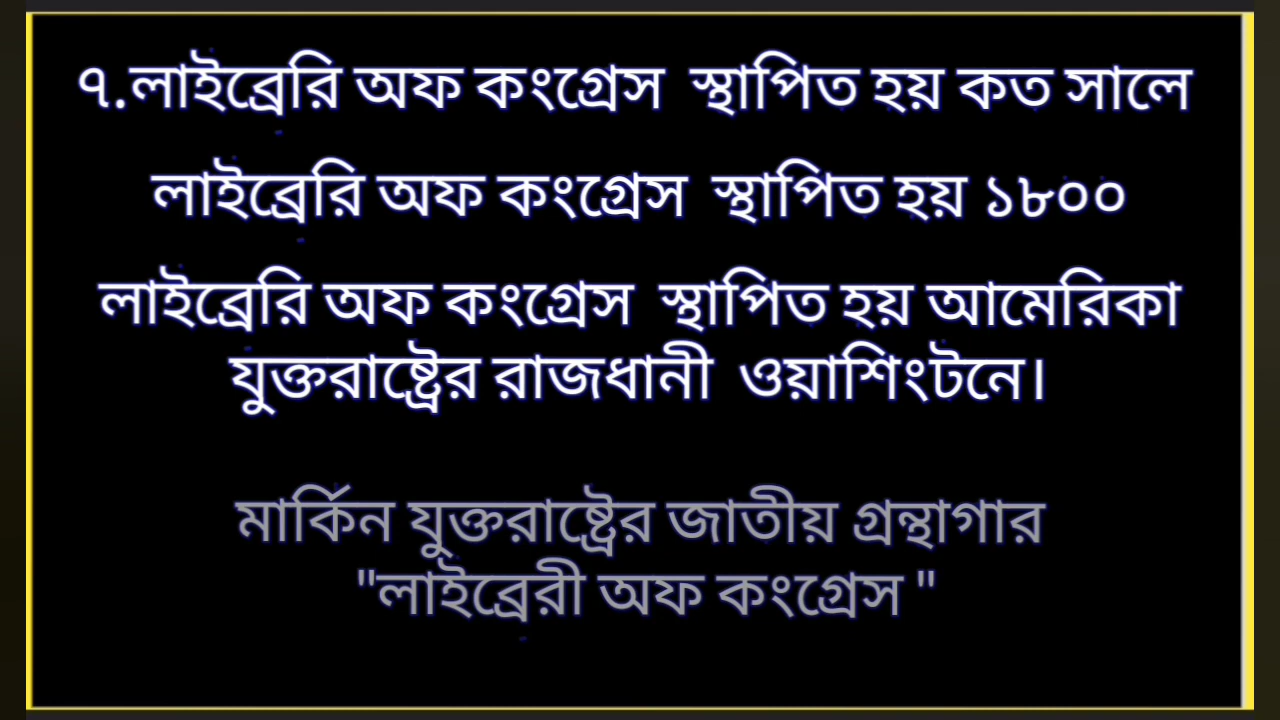 ৭.লাইব্রেরি অফ কংগ্রেস স্থাপিত হয় কত সালে
লাইব্রেরি অফ কংগ্রেস স্থাপিত হয় ১৮০০
লাইব্রেরি অফ কংগ্রেস স্থাপিত হয় আমেরিকা
যুক্তরাষ্ট্রের রাজধানী ওয়াশিংটনে।
মার্কিন যুক্তরাষ্ট্রের জাতীয় গ্রন্থাগার
"লাইব্রেরী অফ কংগ্রেস "